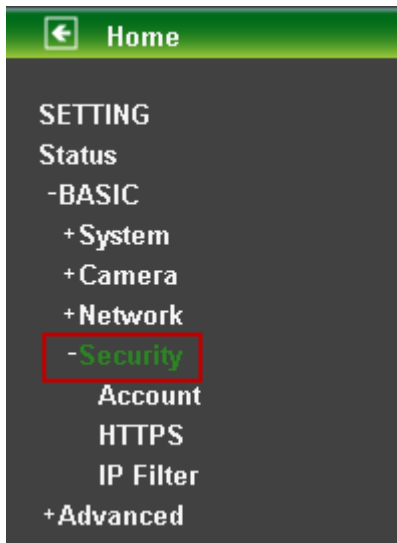 Home
SETTING
Status
-BASIC
+System
+Camera
+Network
-Security
Account
HTTPS
IP Filter
+Advanced